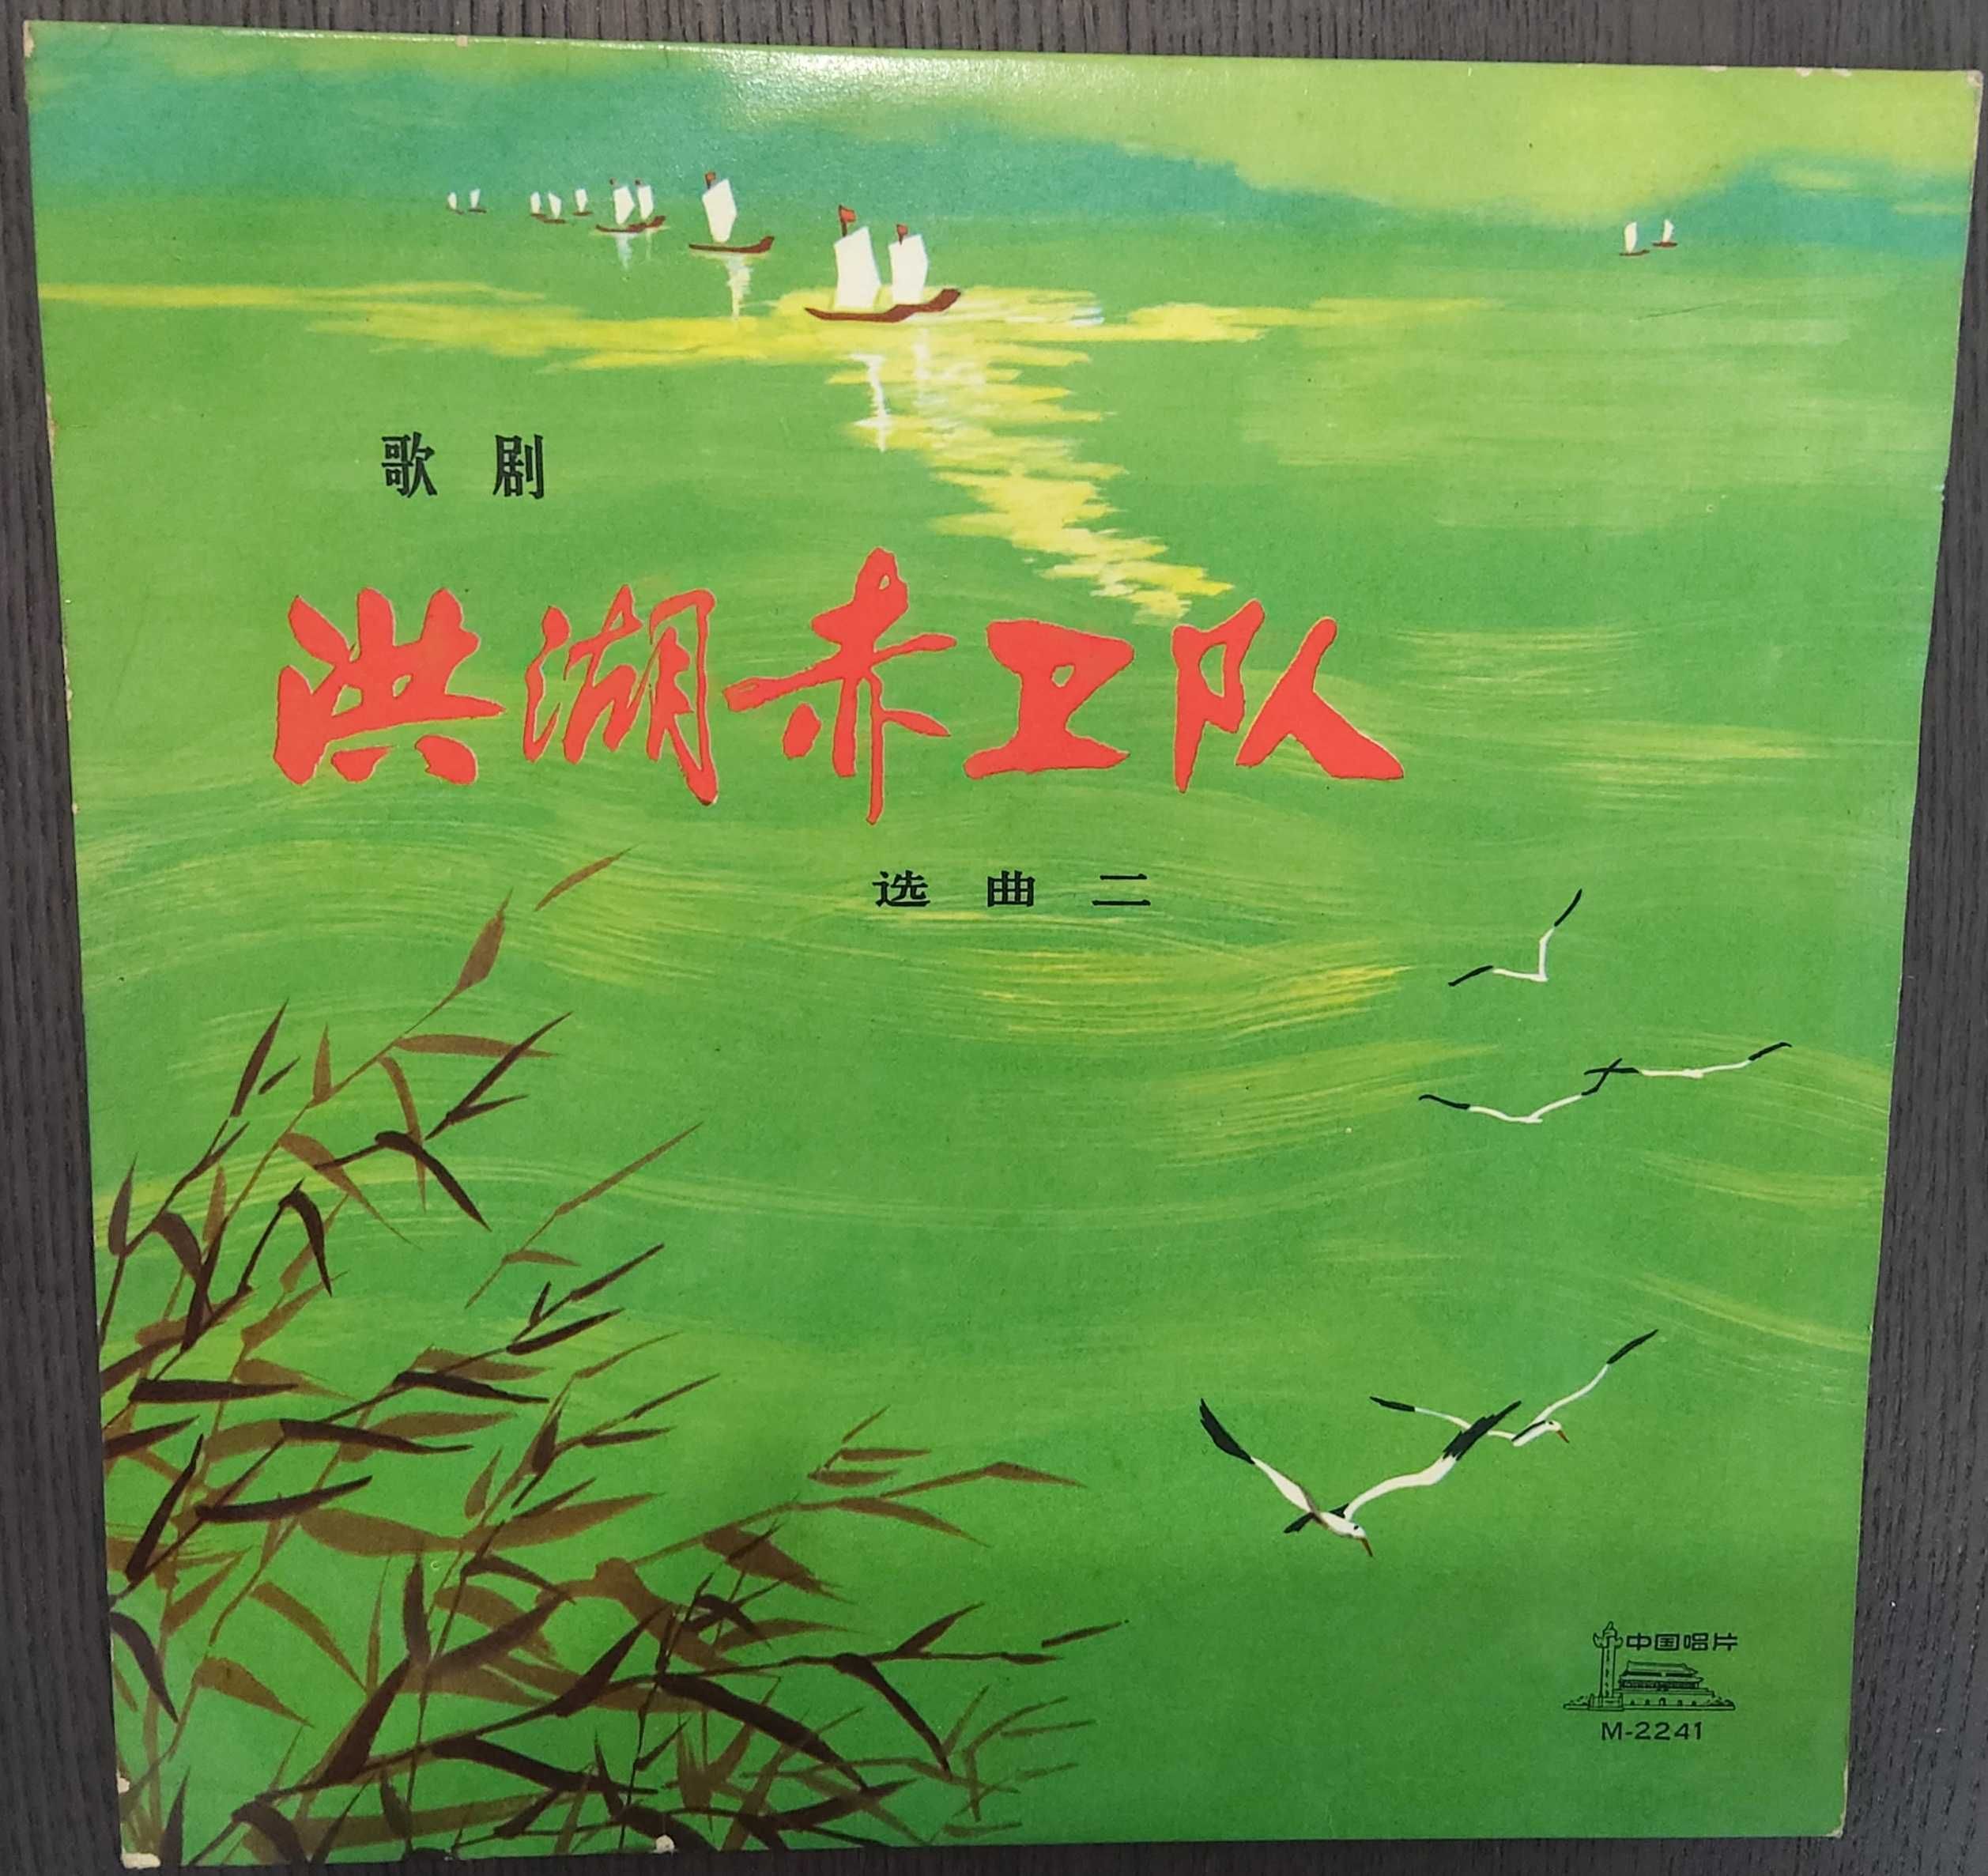 歌剧
洪湖赤卫队
选曲二
中国唱片
M-2241